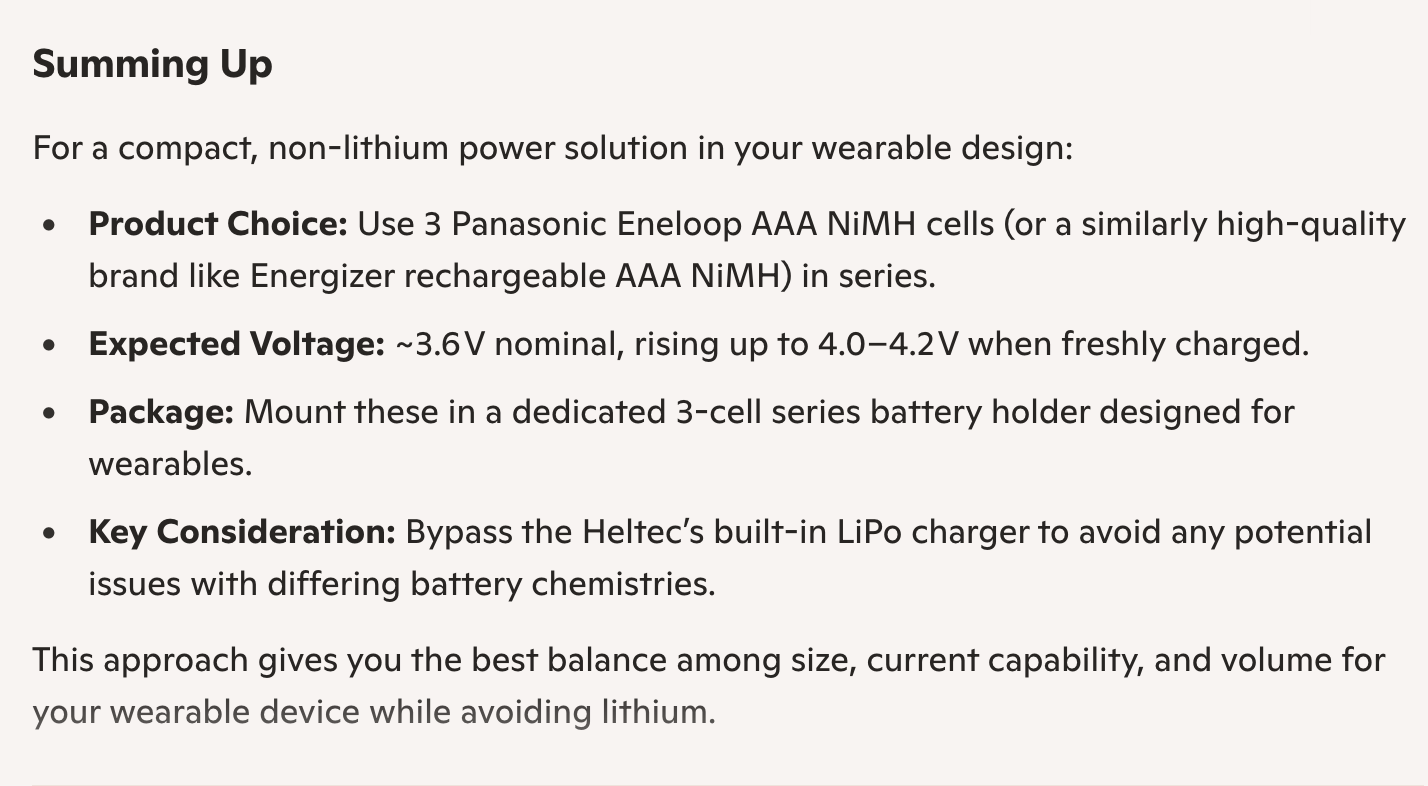 Summing Up
For a compact, non-lithium power solution in your wearable design:
• Product Choice: Use 3 Panasonic Eneloop AAA NiMH cells (or a similarly high-quality
brand like Energizer rechargeable AAA NiMH) in series.
• Expected Voltage: ~3.6 V nominal, rising up to 4.0–4.2 V when freshly charged.
• Package: Mount these in a dedicated 3-cell series battery holder designed for
wearables.
• Key Consideration: Bypass the Heltec’s built-in LiPo charger to avoid any potential
issues with differing battery chemistries.
This approach gives you the best balance among size, current capability, and volume for
your wearable device while avoiding lithium.